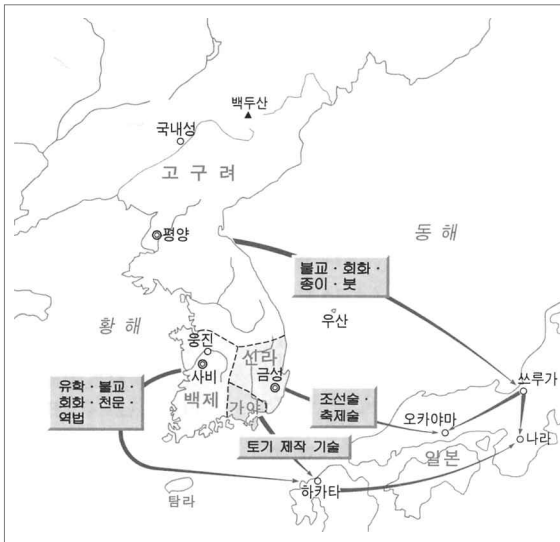 백두산
국내성
고구려
평양
동해
불교·회화·
종이·붓
우산
황해
웅진
신라
사비
금성
쓰루가
유학·불교·
회화·천문·
역법
백제
가야
조선술·
축제술
오카야마
나라
토기 제작 기술
일본
하카타
탐라